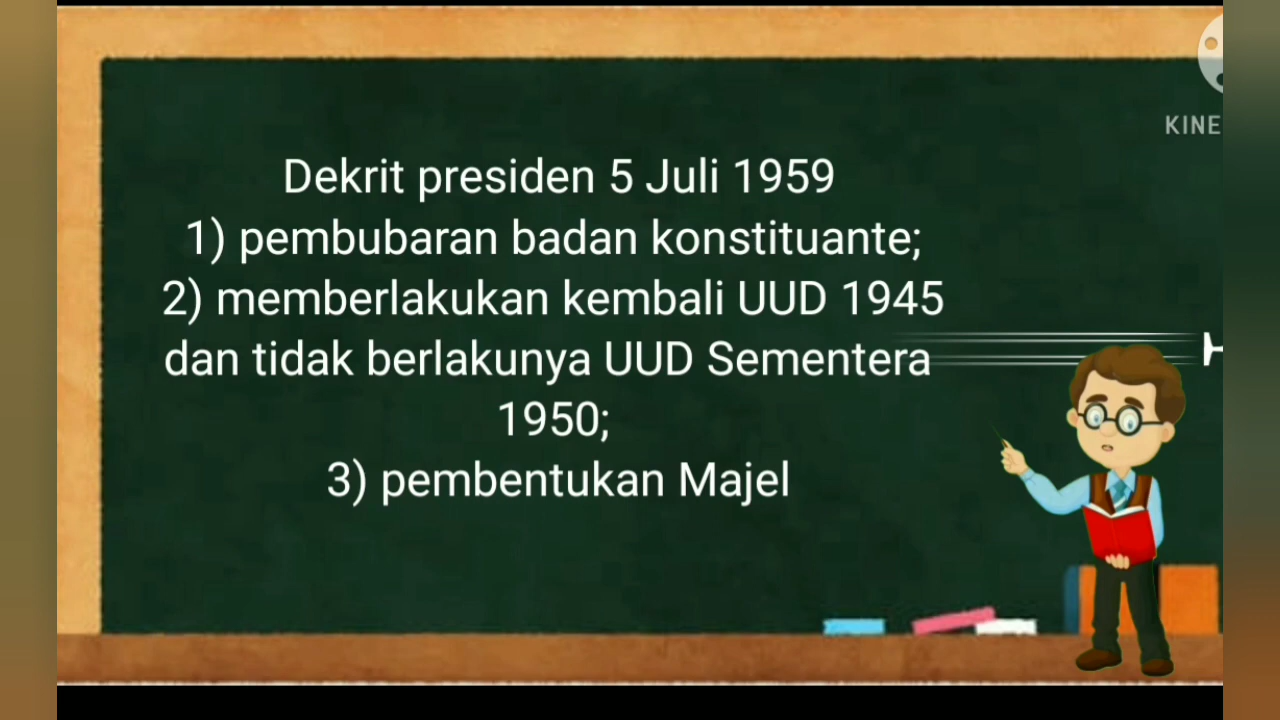 KINE
Dekrit presiden 5 Juli 1959
1) pembubaran badan konstituante;
2) memberlakukan kembali UUD 1945
dan tidak berlakunya UUD Sementera
1950;
3) pembentukan Majel